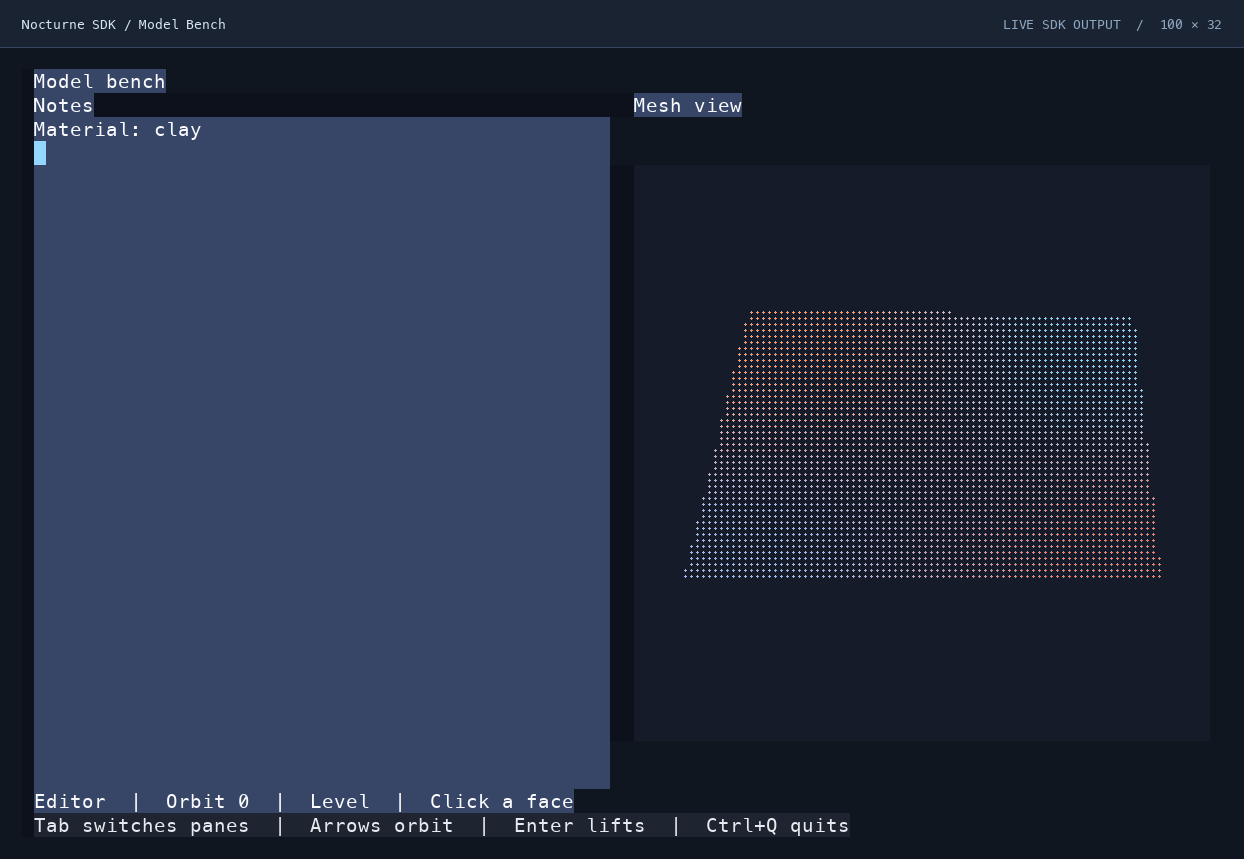 Nocturne SDK / Model Bench
LIVE SDK OUTPUT / 100 × 32
Model bench
Notes
Mesh view
Material: clay
Editor | Orbit 0 | Level | Click a face
Tab switches panes | Arrows orbit | Enter lifts | Ctrl+Q quits